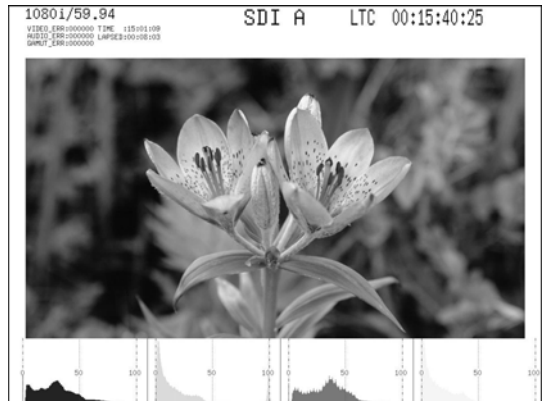 1080i/59.94 SDI A LTC 00:15:40:25
VIDEO_ERR:000000 TIME :15:01:09
AUDIO_ERR:000000 LAPSED:00:08:03
GAMUT_ERR:000000
0 50 100 0 50 100 0 50 100 0 50 100